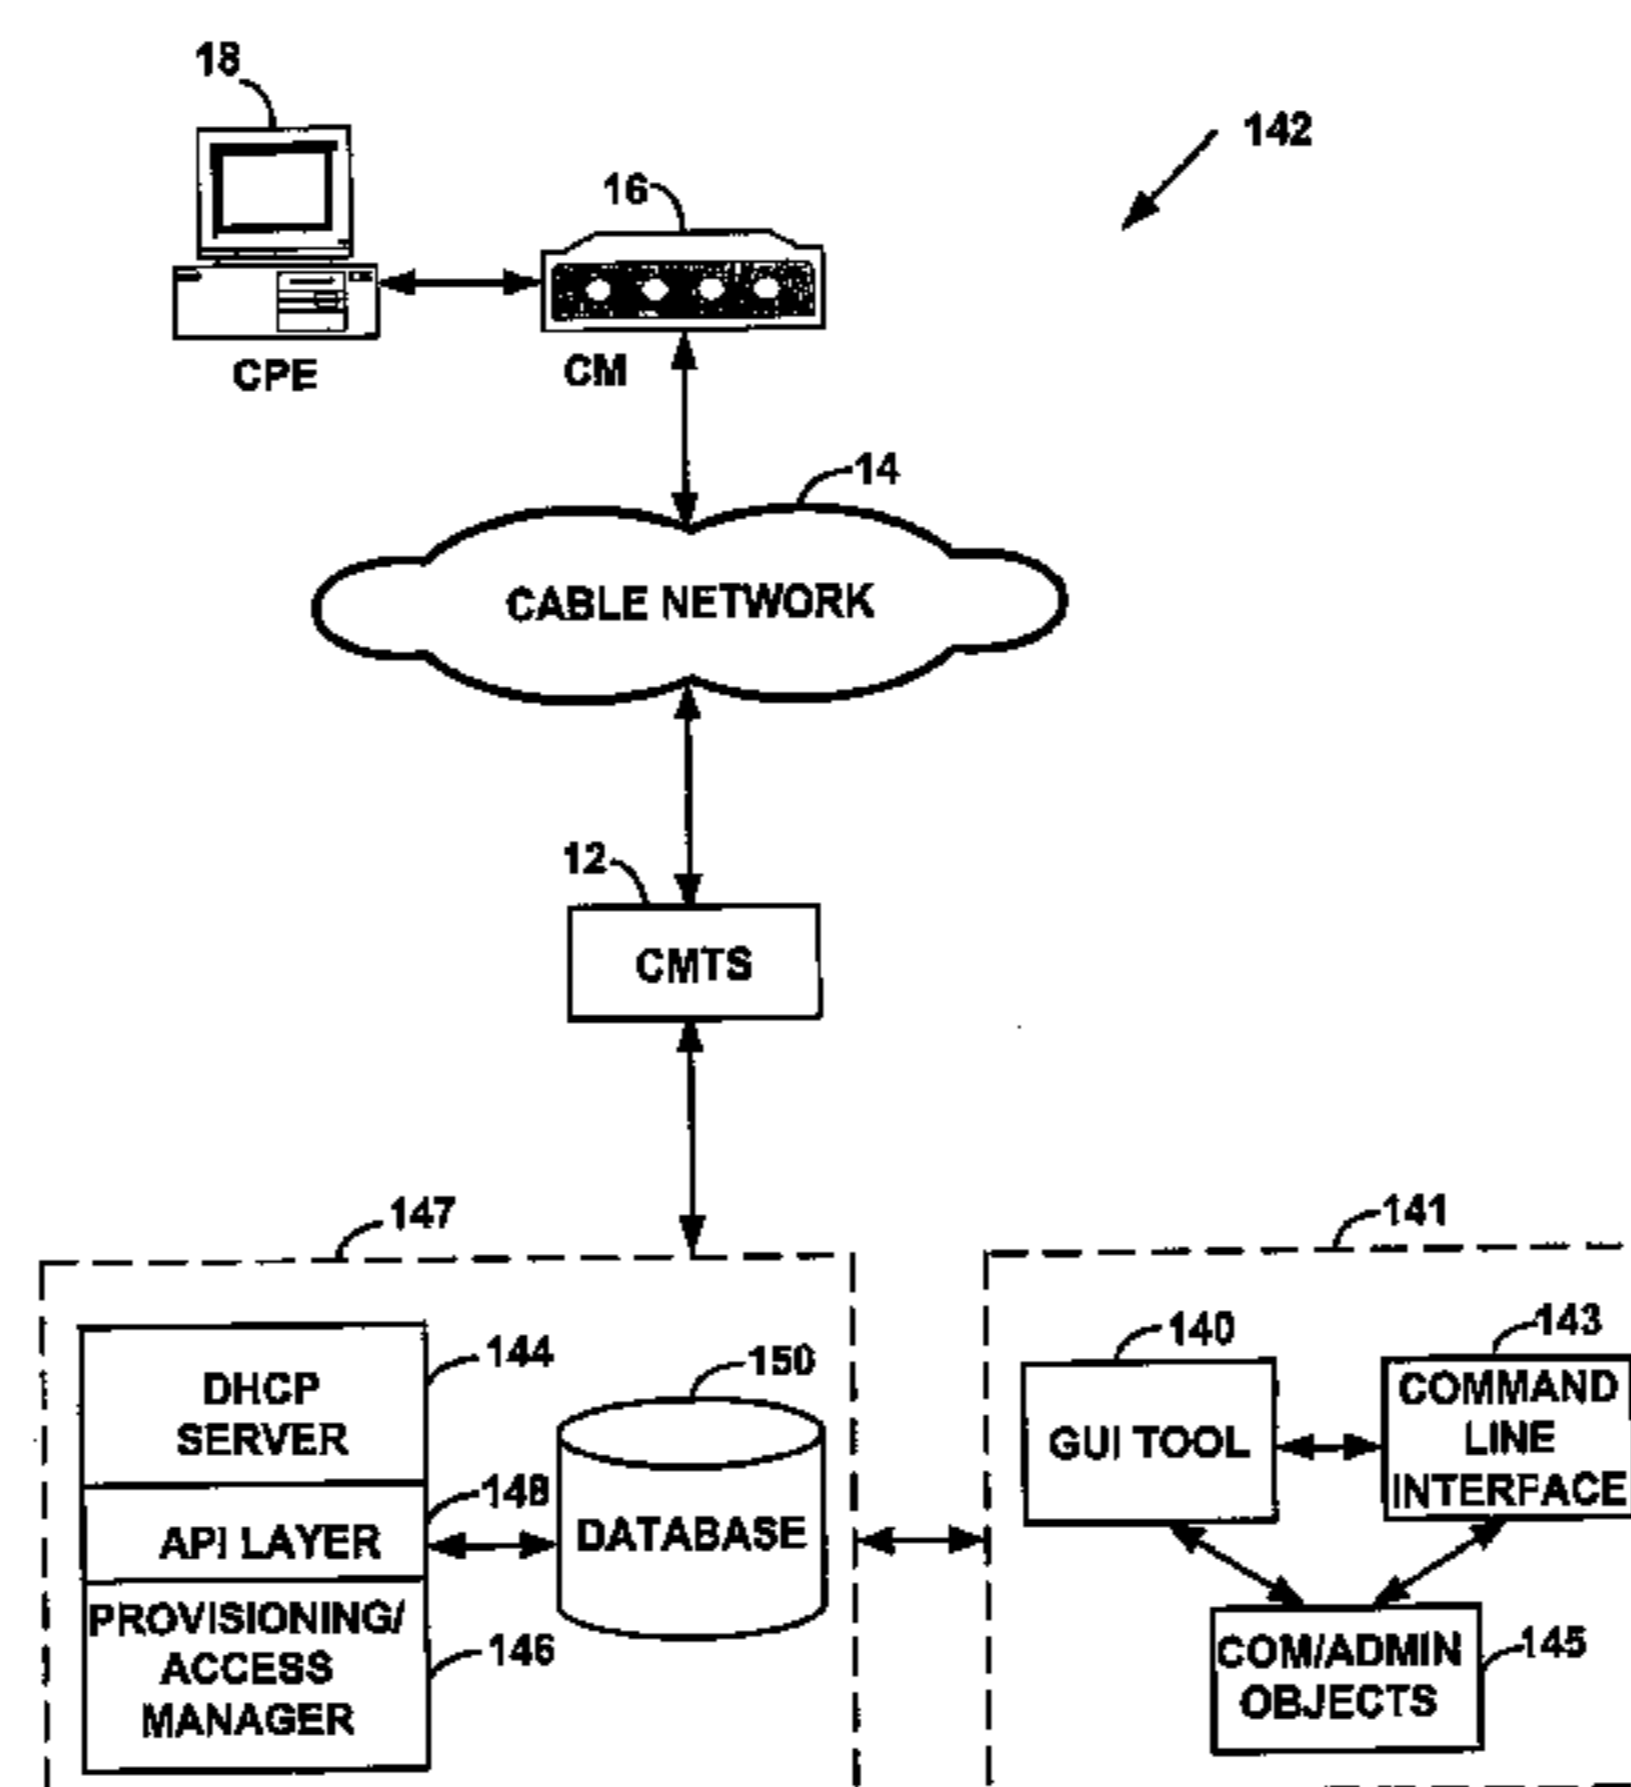 18
142
16
CPE
CM
14
CABLE NETWORK
12
CMTS
147
141
144
150
140
143
DHCP
SERVER
GUI TOOL
COMMAND
LINE
INTERFACE
148
API LAYER
DATABASE
PROVISIONING/
ACCESS
MANAGER
146
COM/ADMIN
OBJECTS
145